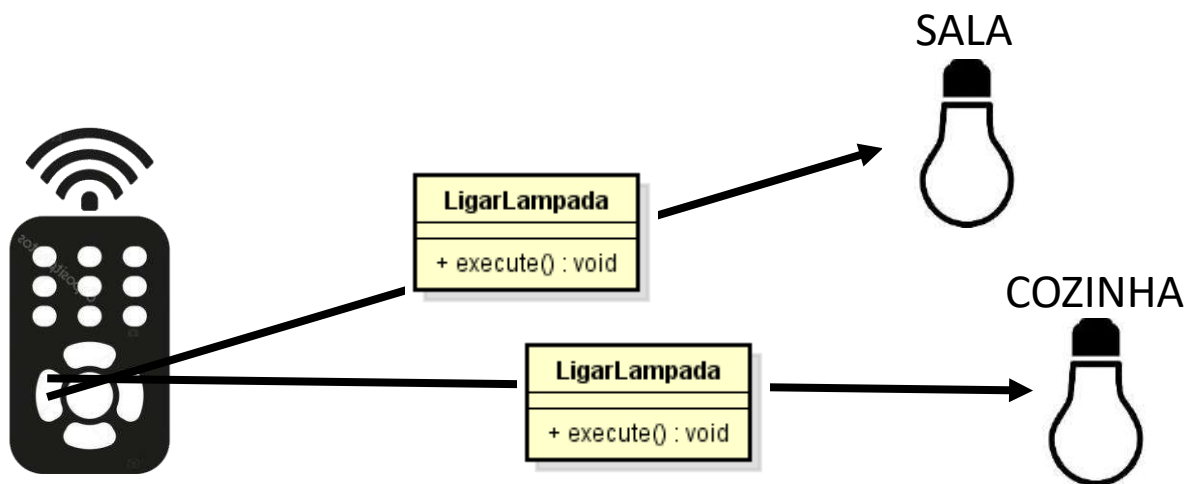 SALA
LigarLampada
+ execute() : void
COZINHA
LigarLampada
+ execute() : void